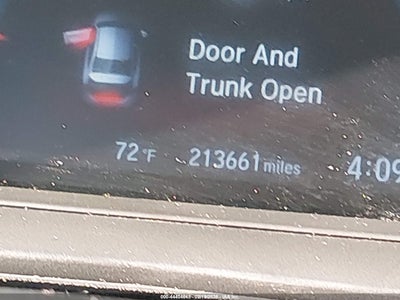 Door And
Trunk Open
72°F 213661 miles 4:09